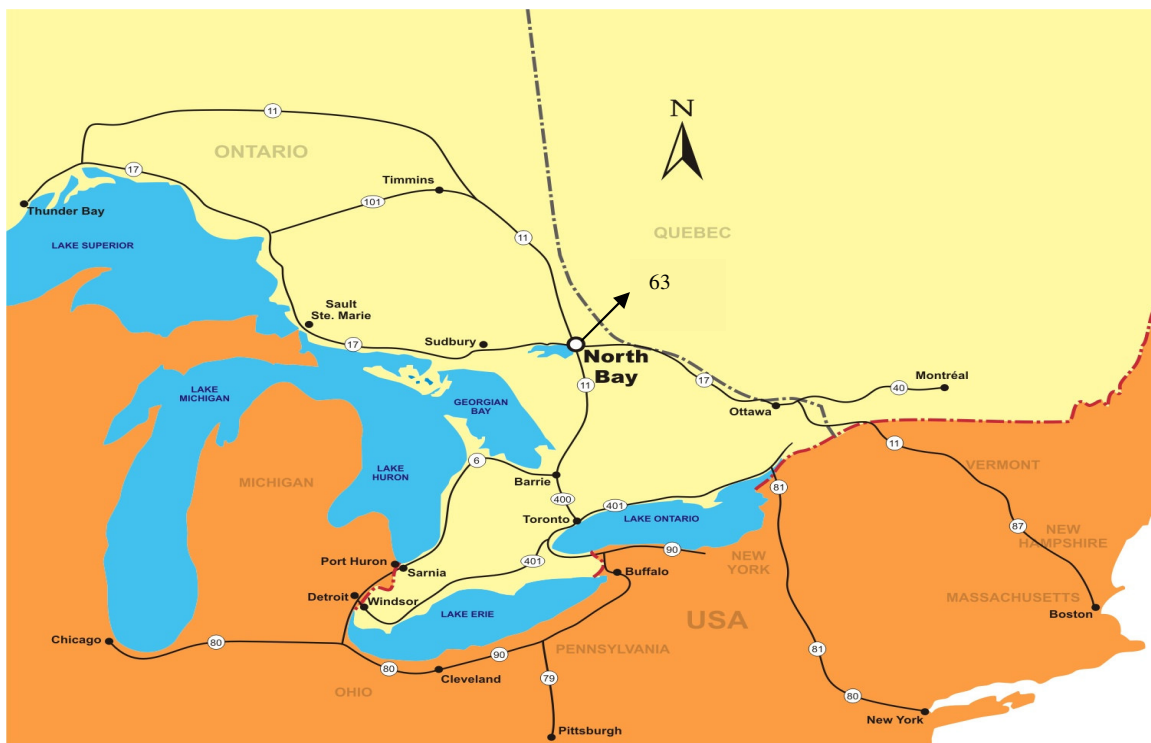 11
N
ONTARIO
17
Timmins
101
Thunder Bay
11
QUEBEC
LAKE SUPERIOR
63
Sault
Ste. Marie
17
Sudbury
North
Bay
11
17
40
Montréal
LAKE
MICHIGAN
GEORGIAN
BAY
Ottawa
11
6
LAKE
HURON
MICHIGAN
Barrie
VERMONT
81
400
401
Toronto
LAKE ONTARIO
87
NEW
HAMPSHIRE
90
401
NEW
YORK
Port Huron
Sarnia
Buffalo
Detroit
Windsor
LAKE ERIE
MASSACHUSETTS
Boston
USA
Chicago
80
PENNSYLVANIA
81
90
80
Cleveland
79
OHIO
80
New York
Pittsburgh